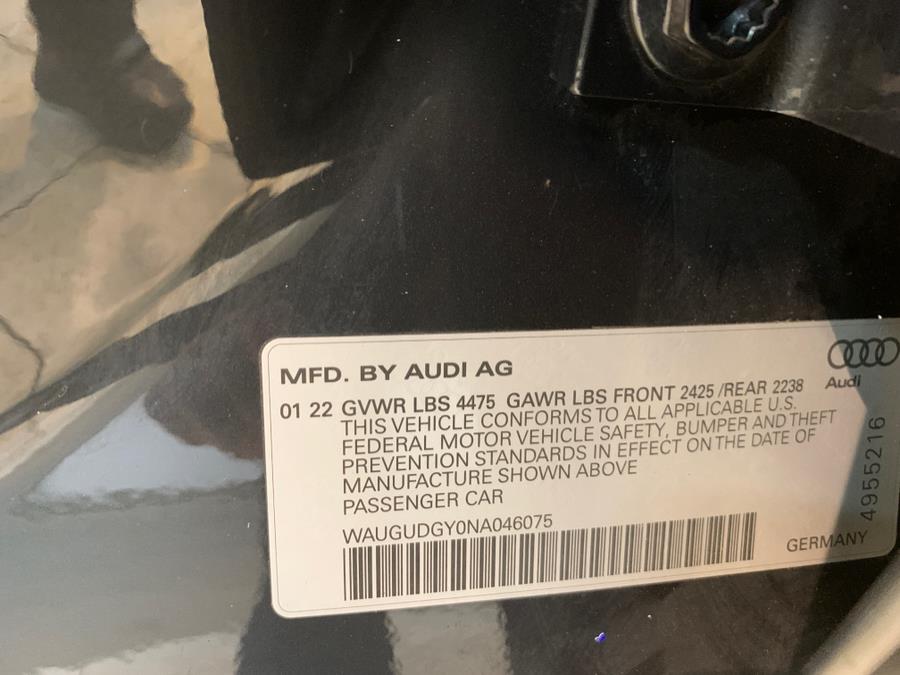 MFD. BY AUDI AG
Audi
01 22 GVWR LBS 4475 GAWR LBS FRONT 2425 /REAR 2238
THIS VEHICLE CONFORMS TO ALL APPLICABLE U.S.
FEDERAL MOTOR VEHICLE SAFETY, BUMPER AND THEFT
PREVENTION STANDARDS IN EFFECT ON THE DATE OF
MANUFACTURE SHOWN ABOVE
PASSENGER CAR
WAUGUDGY0NA046075
GERMANY
4955216